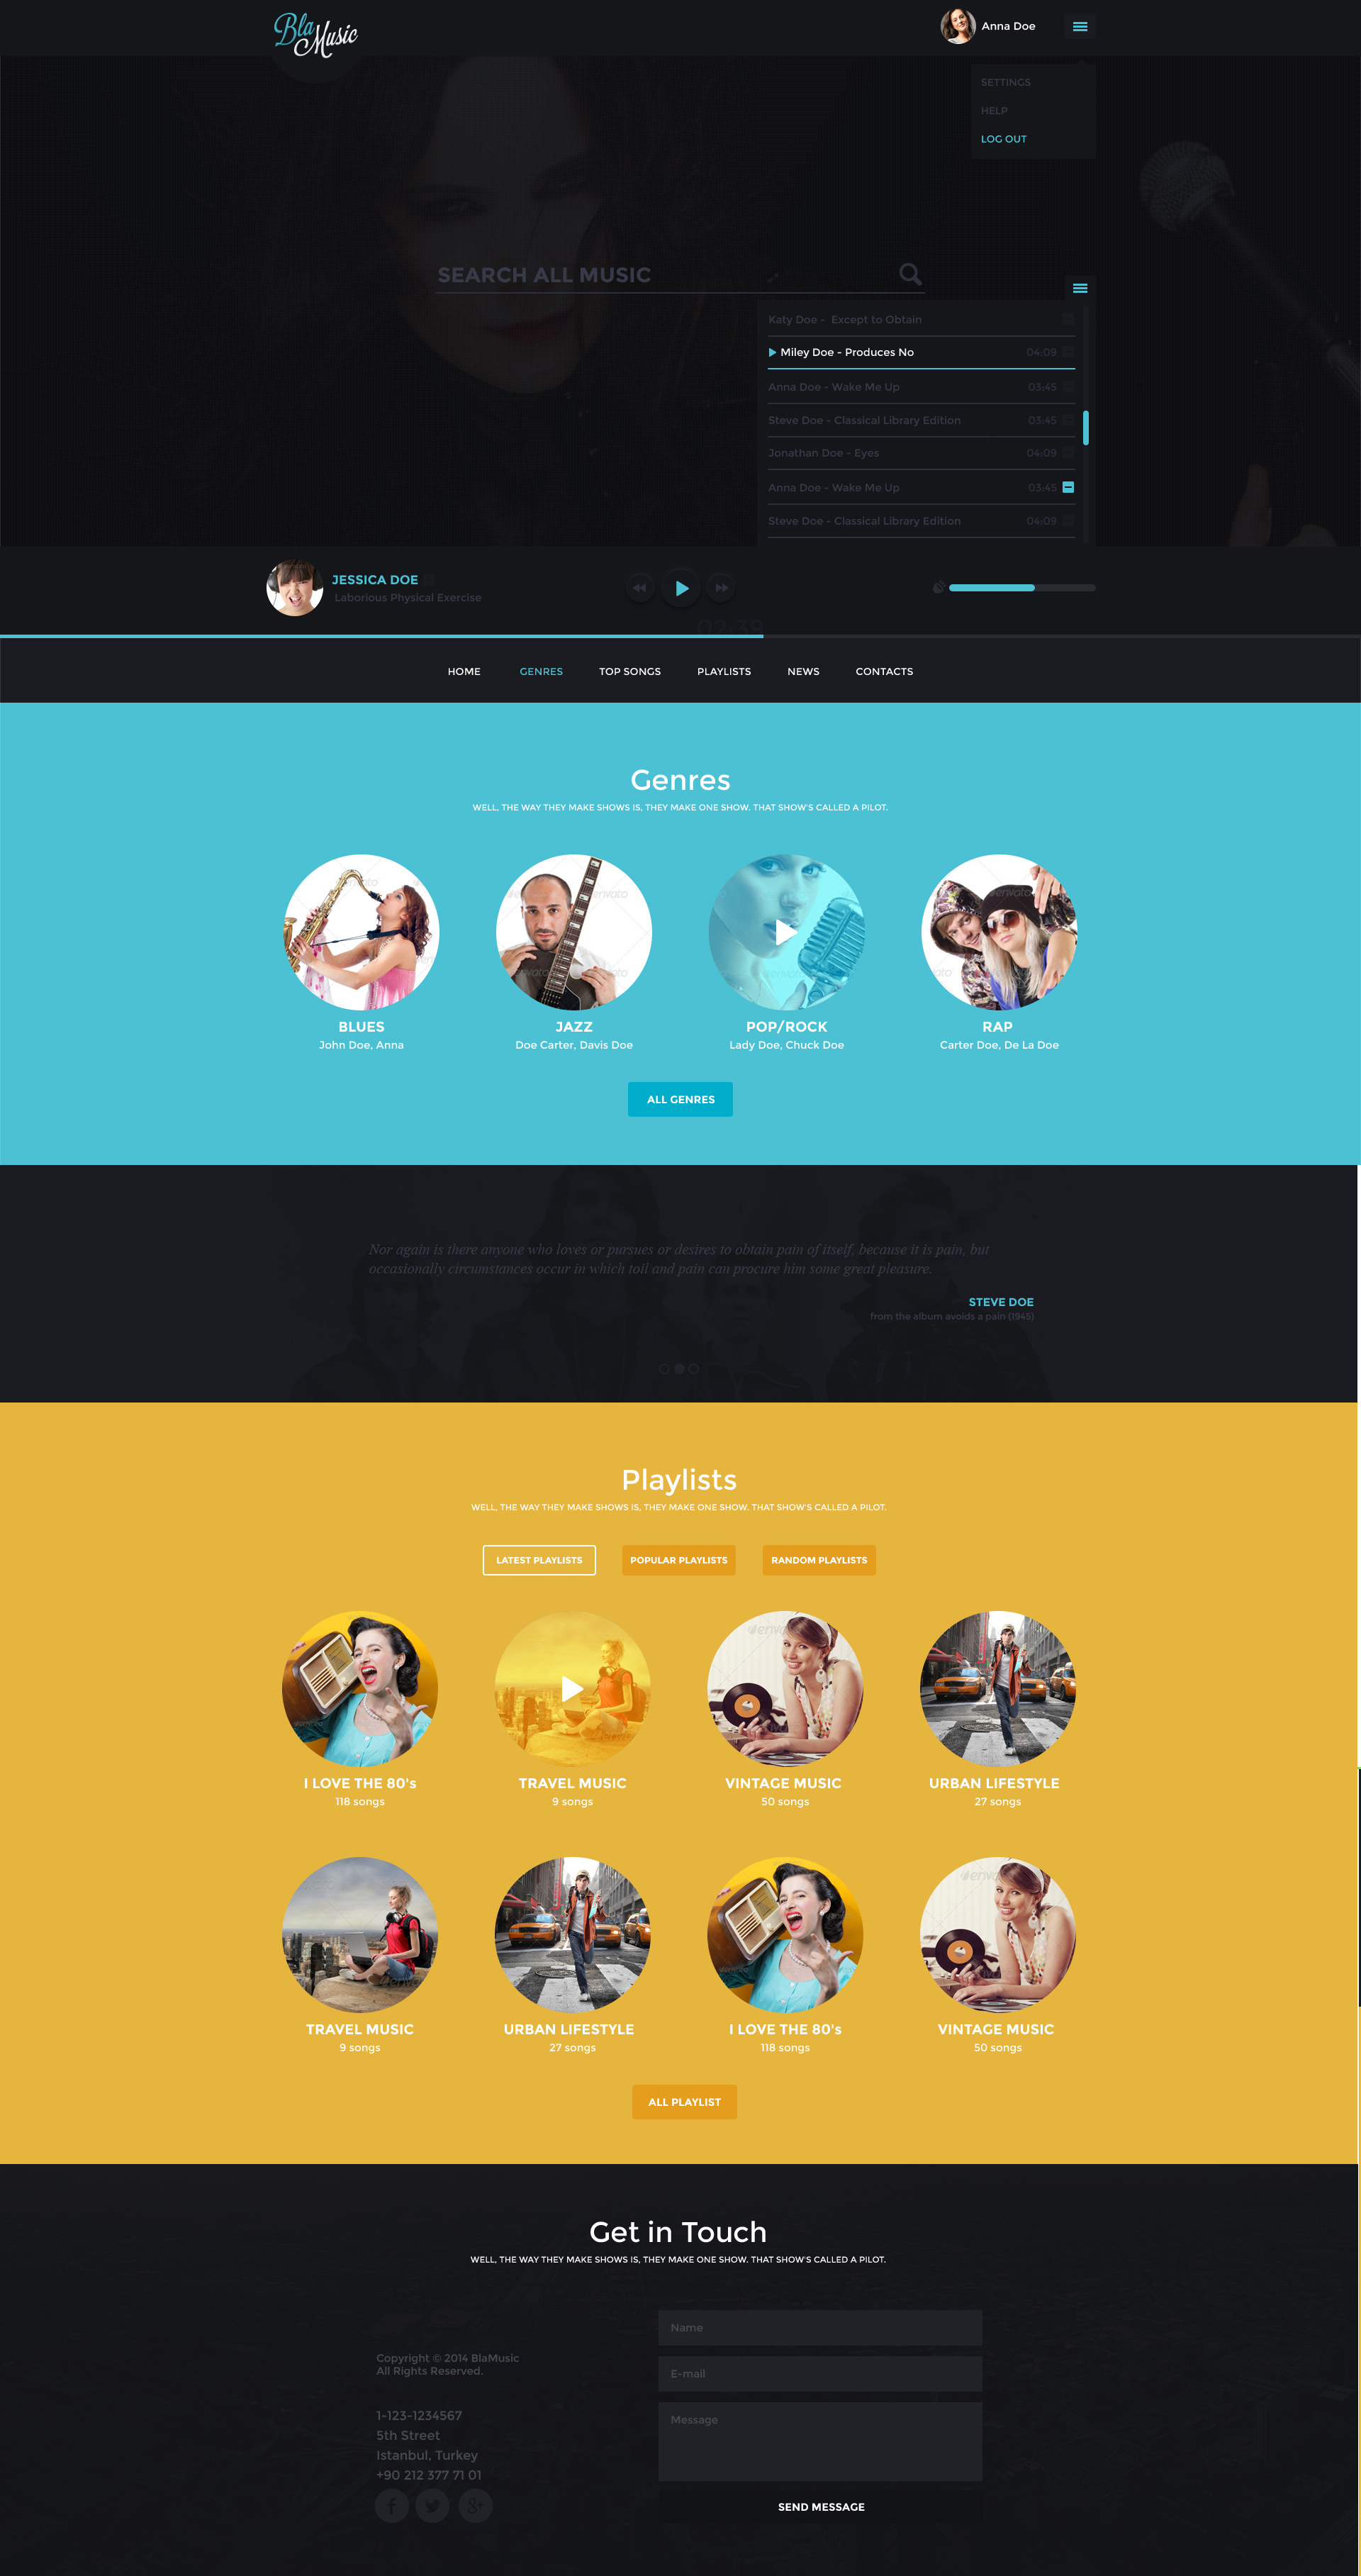 Bla Music
Anna Doe
SETTINGS
HELP
LOG OUT
SEARCH ALL MUSIC
Katy Doe - Except to Obtain
Miley Doe - Produces No 04:09
Anna Doe - Wake Me Up 03:45
Steve Doe - Classical Library Edition 03:45
Jonathan Doe - Eyes 04:09
Anna Doe - Wake Me Up 03:45
Steve Doe - Classical Library Edition 04:09
JESSICA DOE
Laborious Physical Exercise
02:39
HOME GENRES TOP SONGS PLAYLISTS NEWS CONTACTS
Genres
WELL, THE WAY THEY MAKE SHOWS IS, THEY MAKE ONE SHOW. THAT SHOW'S CALLED A PILOT.
BLUES
John Doe, Anna
JAZZ
Doe Carter, Davis Doe
POP/ROCK
Lady Doe, Chuck Doe
RAP
Carter Doe, De La Doe
ALL GENRES
Nor again is there anyone who loves or pursues or desires to obtain pain of itself, because it is pain, but
occasionally circumstances occur in which toil and pain can procure him some great pleasure.
STEVE DOE
from the album avoids a pain (1945)
Playlists
WELL, THE WAY THEY MAKE SHOWS IS, THEY MAKE ONE SHOW. THAT SHOW'S CALLED A PILOT.
LATEST PLAYLISTS POPULAR PLAYLISTS RANDOM PLAYLISTS
I LOVE THE 80's
118 songs
TRAVEL MUSIC
9 songs
VINTAGE MUSIC
50 songs
URBAN LIFESTYLE
27 songs
TRAVEL MUSIC
9 songs
URBAN LIFESTYLE
27 songs
I LOVE THE 80's
118 songs
VINTAGE MUSIC
50 songs
ALL PLAYLIST
Get in Touch
WELL, THE WAY THEY MAKE SHOWS IS, THEY MAKE ONE SHOW. THAT SHOW'S CALLED A PILOT.
Copyright © 2014 BlaMusic
All Rights Reserved.
1-123-1234567
5th Street
Istanbul, Turkey
+90 212 377 71 01
Name
E-mail
Message
SEND MESSAGE